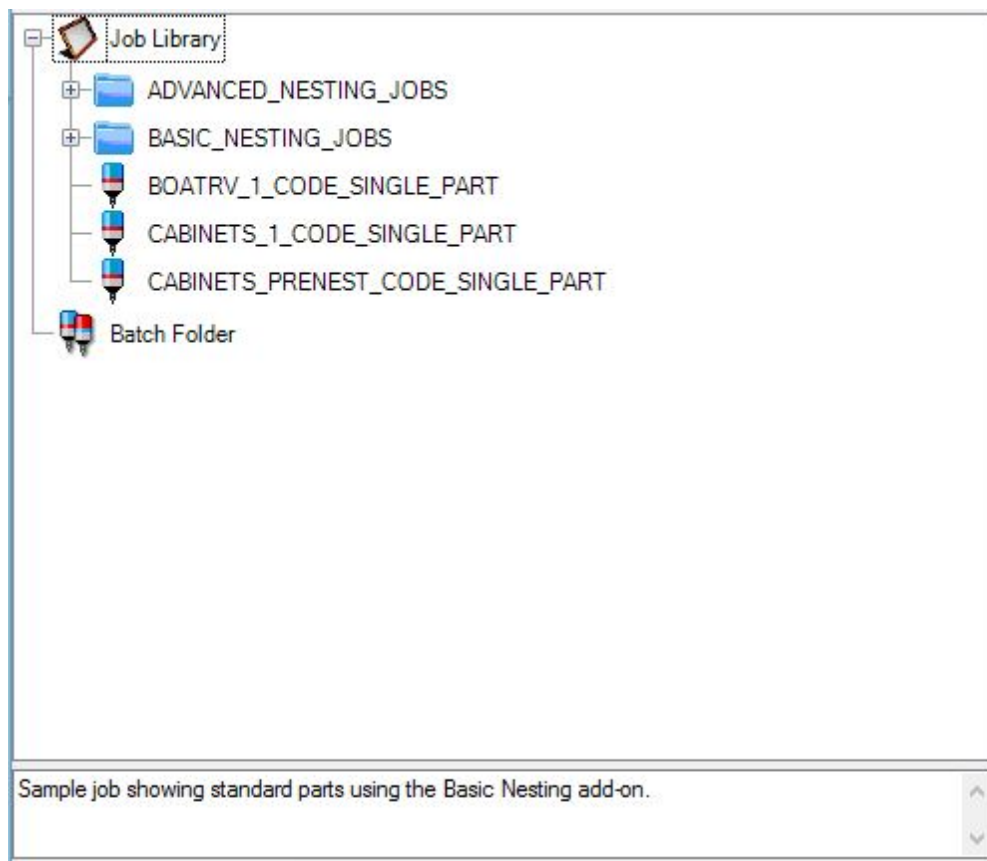 Job Library
ADVANCED_NESTING_JOBS
BASIC_NESTING_JOBS
BOATRV_1_CODE_SINGLE_PART
CABINETS_1_CODE_SINGLE_PART
CABINETS_PRENEST_CODE_SINGLE_PART
Batch Folder
Sample job showing standard parts using the Basic Nesting add-on.